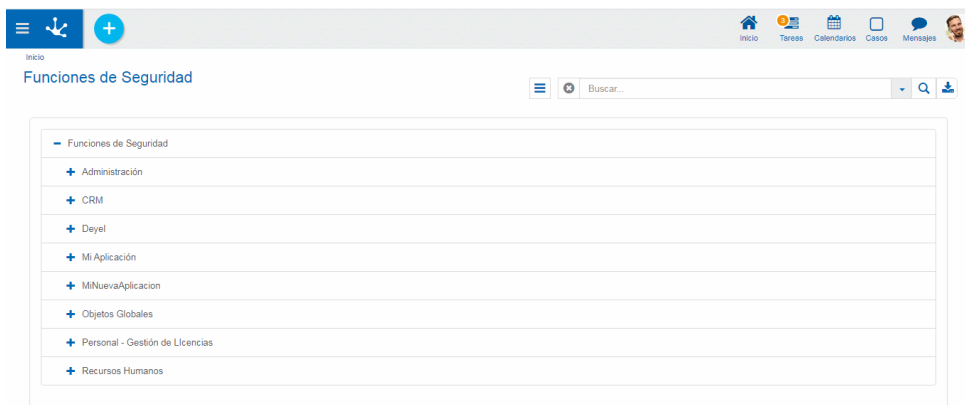 3
Inicio
Tareas
Calendarios
Casos
Mensajes
Inicio
Funciones de Seguridad
Buscar...
Funciones de Seguridad
Administración
CRM
Deyel
Mi Aplicación
MiNuevaAplicacion
Objetos Globales
Personal - Gestión de LIcencias
Recursos Humanos